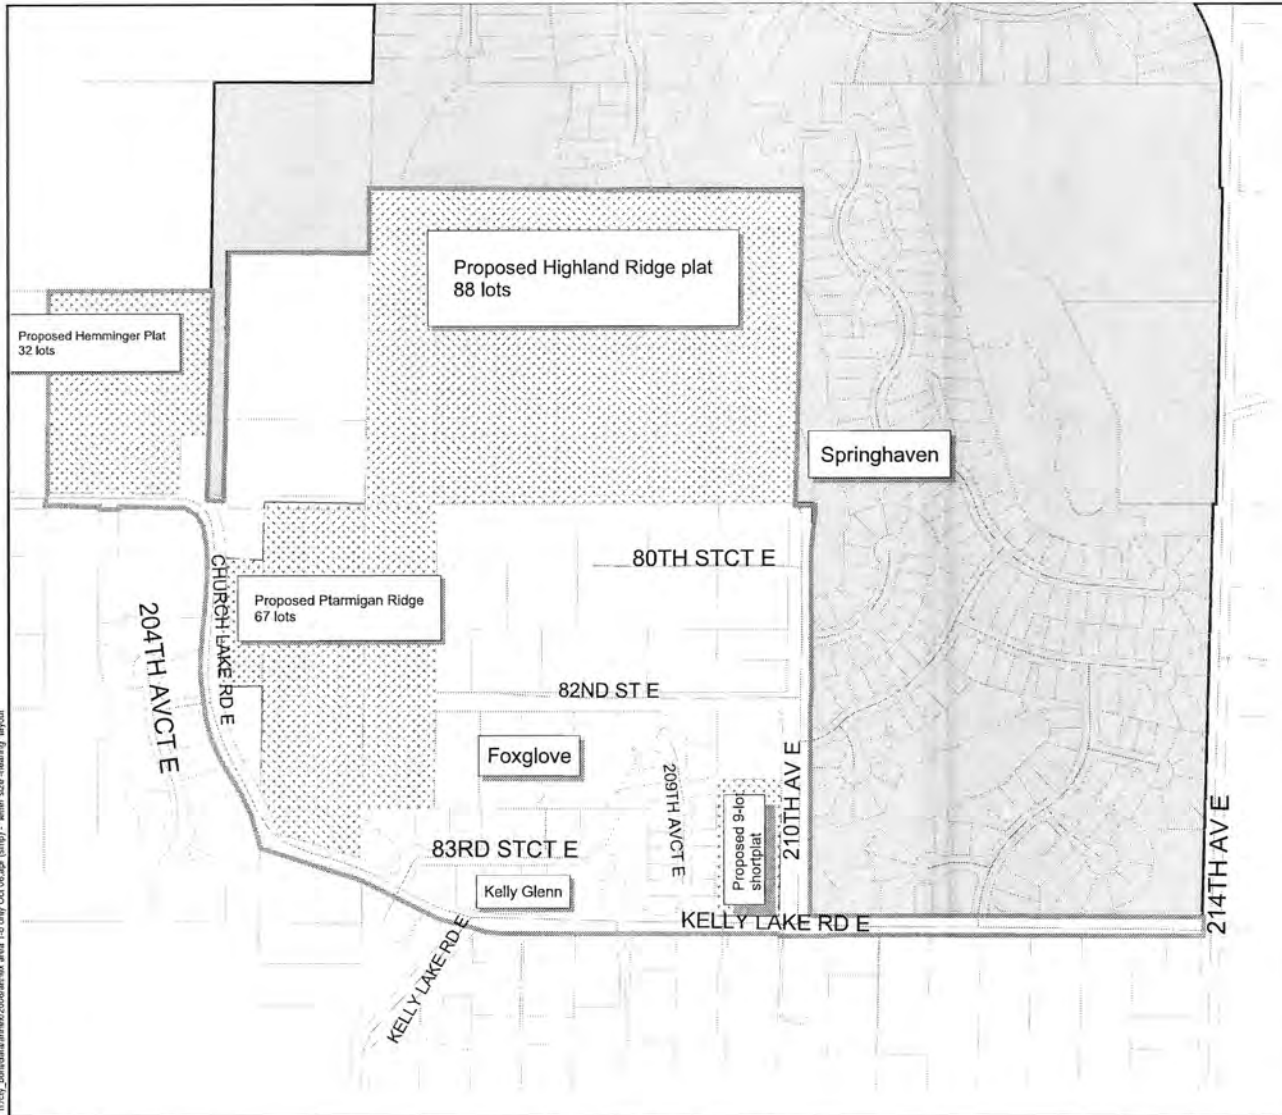 Proposed Highland Ridge plat
88 lots
Proposed Hemminger Plat
32 lots
Springhaven
80TH STCT E
Proposed Ptarmigan Ridge
67 lots
CHURCH LAKE RD E
204TH AVCT E
82ND ST E
Foxglove
209TH AVCT E
Proposed 9-lot
shortplat
210TH AV E
214TH AV E
83RD STCT E
Kelly Glenn
KELLY LAKE RD E
KELLY LAKE RD E